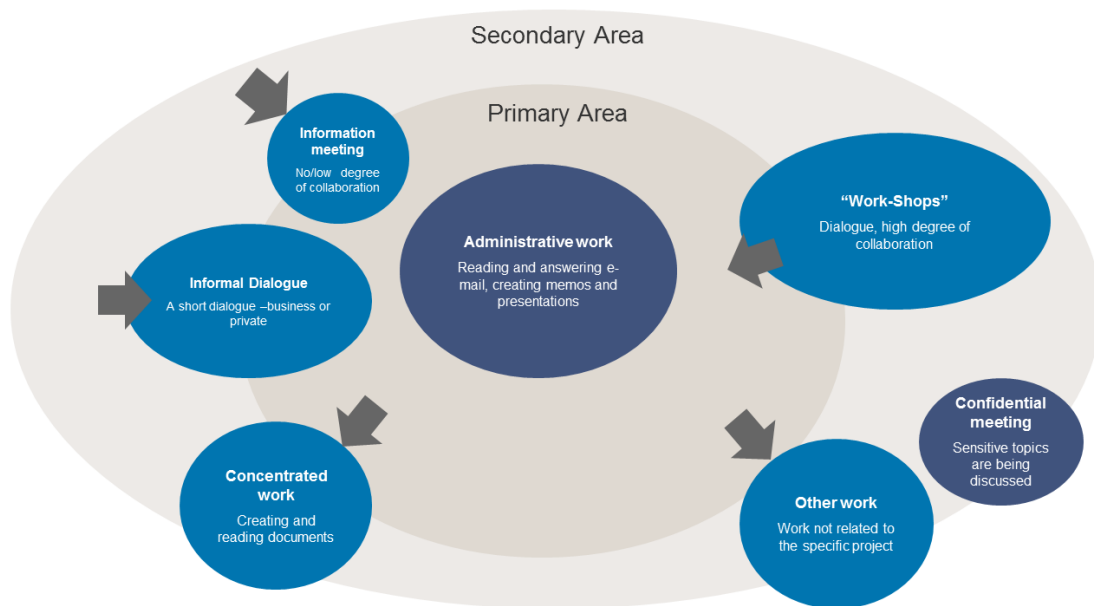 Secondary Area
Primary Area
Information
meeting
No/low degree
of collaboration
Administrative work
Reading and answering e-
mail, creating memos and
presentations
“Work-Shops”
Dialogue, high degree of
collaboration
Informal Dialogue
A short dialogue –business or
private
Concentrated
work
Creating and
reading documents
Other work
Work not related to
the specific project
Confidential
meeting
Sensitive topics
are being
discussed